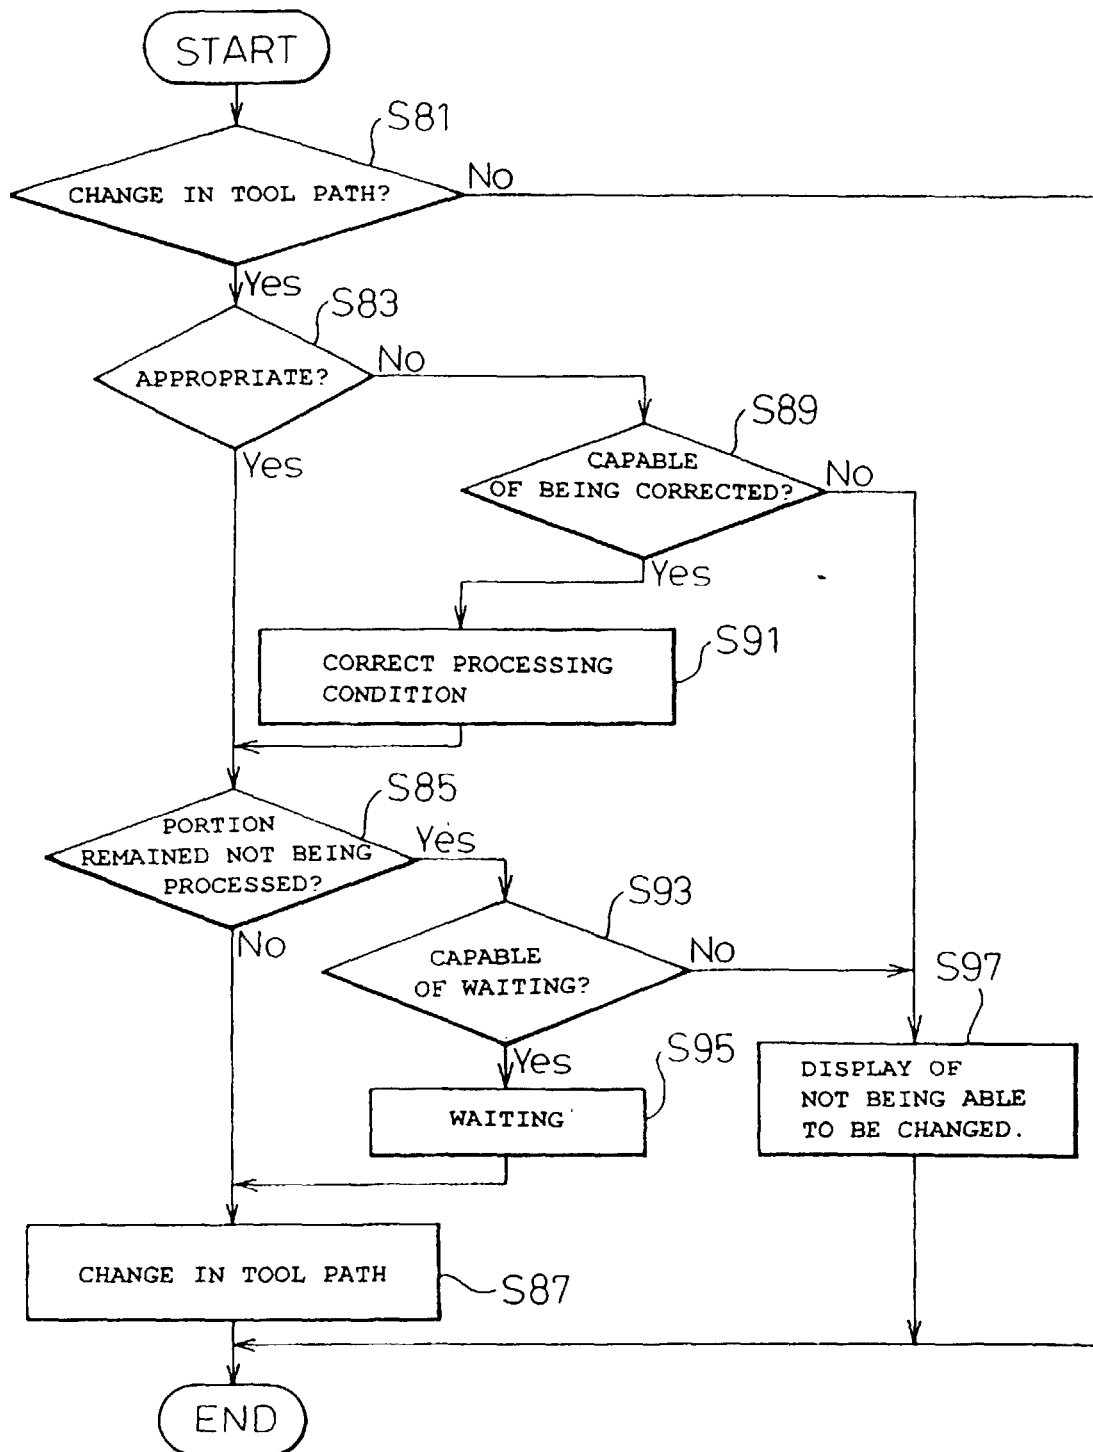 START
S81
CHANGE IN TOOL PATH?
No
Yes
S83
APPROPRIATE?
No
Yes
S89
CAPABLE
OF BEING CORRECTED?
No
Yes
S91
CORRECT PROCESSING
CONDITION
S85
PORTION
REMAINED NOT BEING
PROCESSED?
Yes
No
S93
CAPABLE
OF WAITING?
No
Yes
S97
DISPLAY OF
NOT BEING ABLE
TO BE CHANGED.
S95
WAITING
CHANGE IN TOOL PATH
S87
END